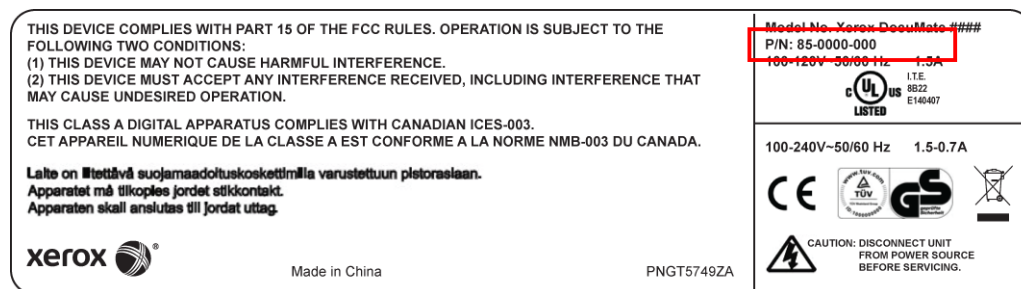 THIS DEVICE COMPLIES WITH PART 15 OF THE FCC RULES. OPERATION IS SUBJECT TO THE
FOLLOWING TWO CONDITIONS:
(1) THIS DEVICE MAY NOT CAUSE HARMFUL INTERFERENCE.
(2) THIS DEVICE MUST ACCEPT ANY INTERFERENCE RECEIVED, INCLUDING INTERFERENCE THAT
MAY CAUSE UNDESIRED OPERATION.
THIS CLASS A DIGITAL APPARATUS COMPLIES WITH CANADIAN ICES-003.
CET APPAREIL NUMERIQUE DE LA CLASSE A EST CONFORME A LA NORME NMB-003 DU CANADA.
Laite on liitettävä suojamaadoituskoskettimilla varustettuun pistorasiaan.
Apparatet må tilkoples jordet stikkontakt.
Apparaten skall anslutas till jordat uttag.
xerox ®
Made in China
PNGT5749ZA
Model No. Xerox DocuMate ####
P/N: 85-0000-000
100-120V~50/60 Hz 1.5A
c UL us
LISTED
I.T.E.
8B22
E140407
100-240V~50/60 Hz 1.5-0.7A
CE
www.tuv.com
TÜV
GS
geprüfte
Sicherheit
CAUTION: DISCONNECT UNIT
FROM POWER SOURCE
BEFORE SERVICING.